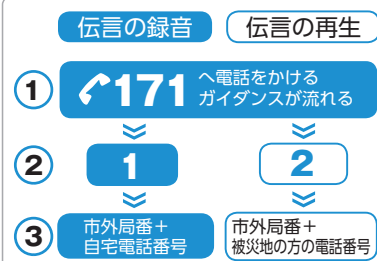 伝言の録音 伝言の再生
① 171 へ電話をかける
ガイダンスが流れる
② 1 2
③ 市外局番+ 市外局番+
自宅電話番号 被災地の方の電話番号